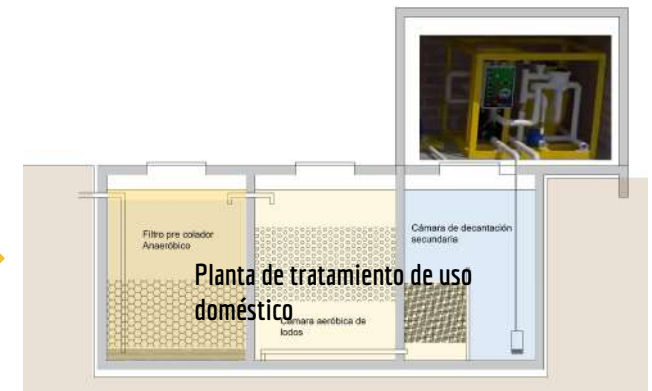 Filtro pre colador
Anaeróbico
Cámara de decantación
secundaria
Planta de tratamiento de uso
doméstico
Cámara aeróbica de
lodos